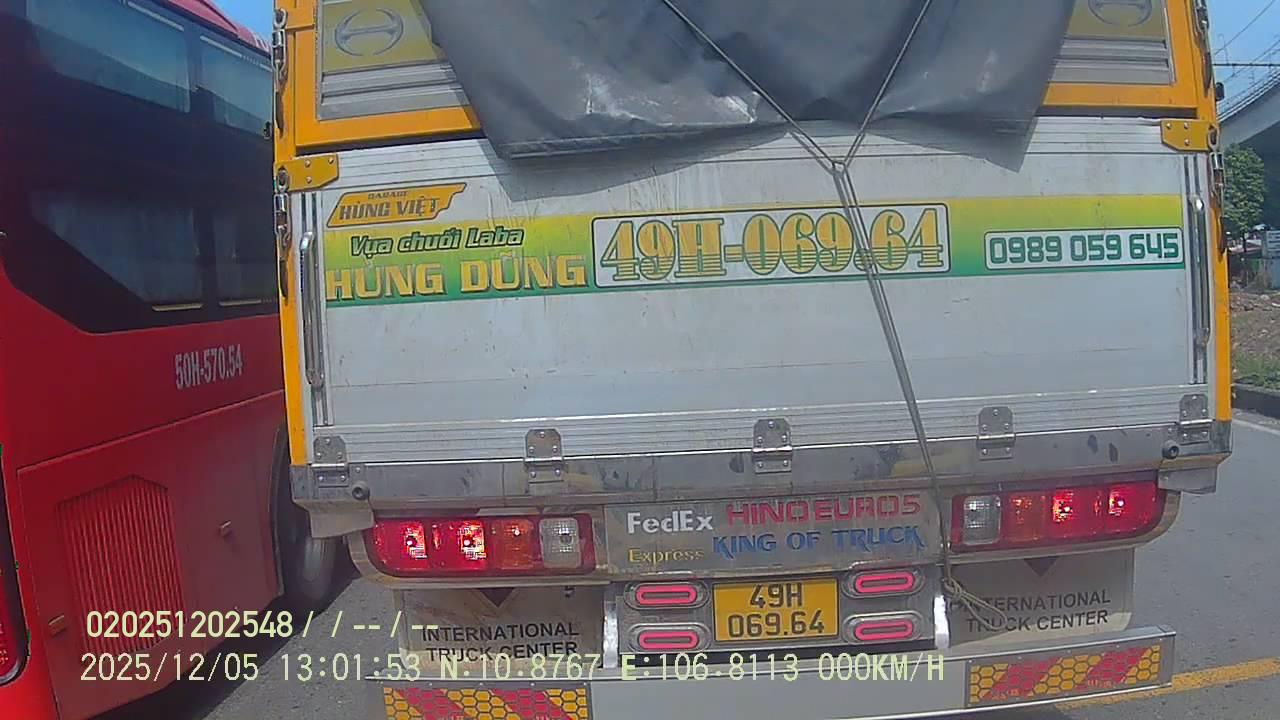 GARAGE
HÙNG VIỆT
Vựa chuối Laba
HÙNG DŨNG
49H-069.64
0989 059 645
50H-570.54
FedEx
Express
HINO EURO5
KING OF TRUCK
49H
069.64
INTERNATIONAL
TRUCK CENTER
INTERNATIONAL
TRUCK CENTER
020251202548 / / -- / --
2025/12/05 13:01:53 N:10.8767 E:106.8113 000KM/H